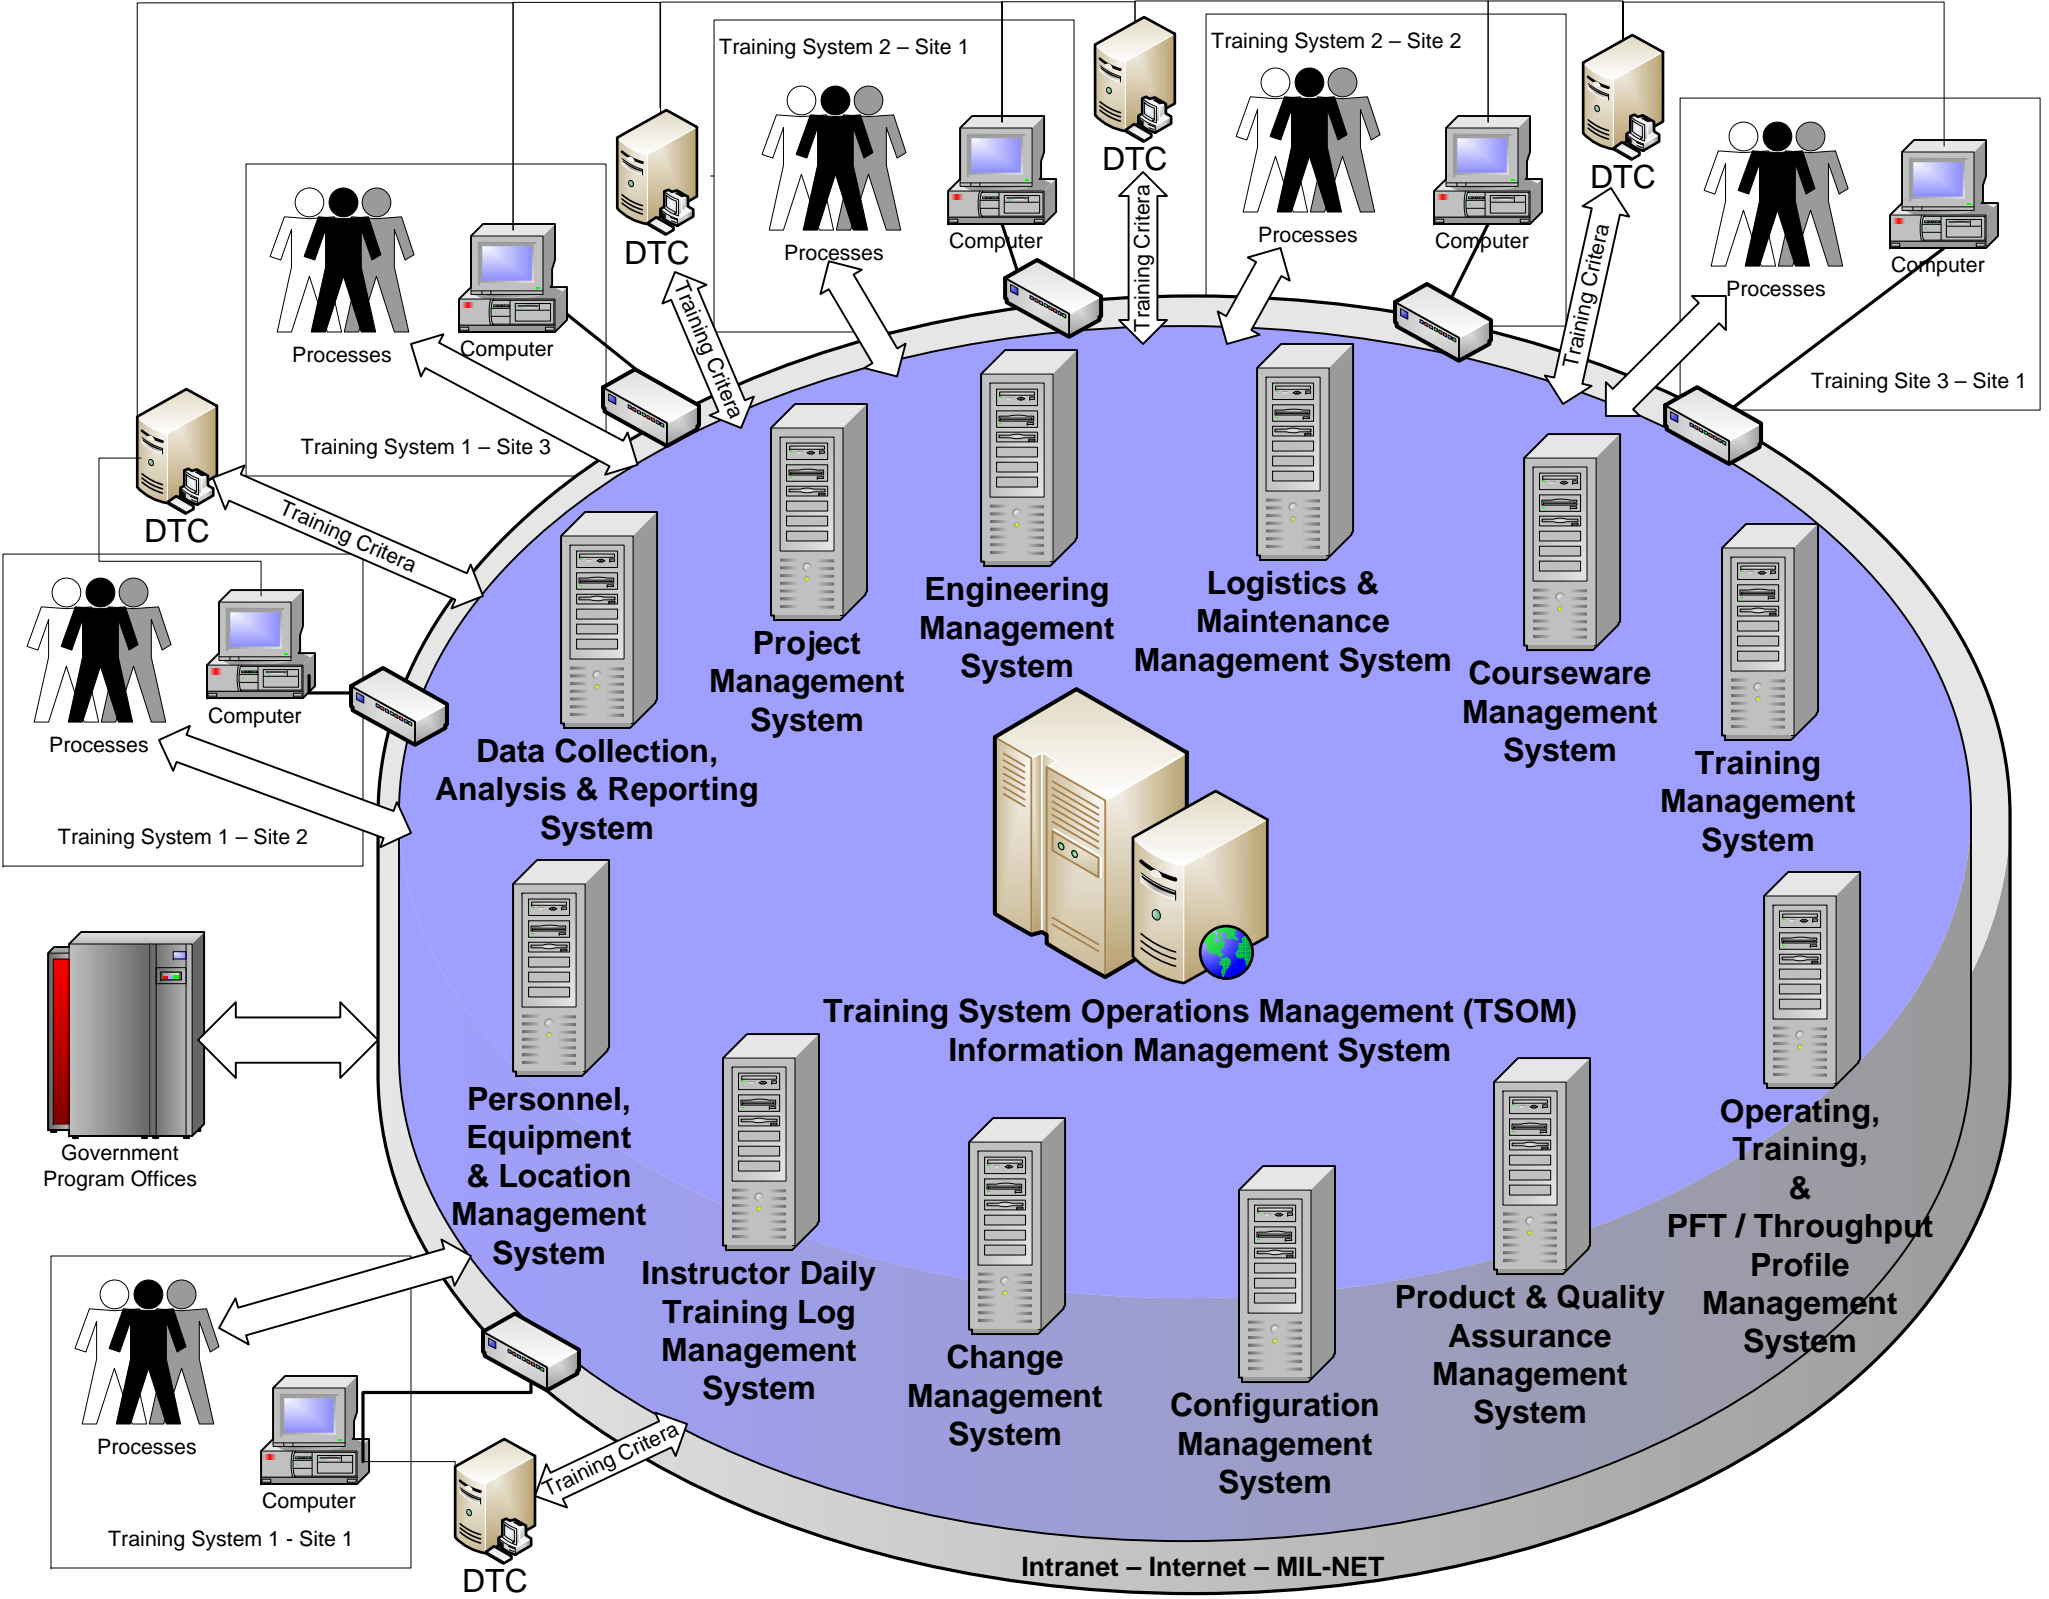 Training System 2 – Site 1
Processes
Computer
DTC
Training Critera
Training System 2 – Site 2
Processes
Computer
DTC
Training Critera
Processes
Computer
Training Site 3 – Site 1
DTC
Training Critera
Processes
Computer
Training System 1 – Site 3
DTC
Training Critera
Processes
Computer
Training System 1 – Site 2
Government
Program Offices
Processes
Computer
Training System 1 - Site 1
DTC
Training Critera
Data Collection,
Analysis & Reporting
System
Project
Management
System
Engineering
Management
System
Logistics &
Maintenance
Management System
Courseware
Management
System
Training
Management
System
Training System Operations Management (TSOM)
Information Management System
Personnel,
Equipment
& Location
Management
System
Instructor Daily
Training Log
Management
System
Change
Management
System
Configuration
Management
System
Product & Quality
Assurance
Management
System
Operating,
Training,
&
PFT / Throughput
Profile
Management
System
Intranet – Internet – MIL-NET